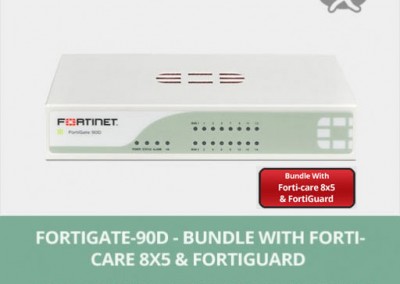 FORTINET
FortiGate 90D
Bundle With
Forti-care 8x5
& FortiGuard
FORTIGATE-90D - BUNDLE WITH FORTI-
CARE 8X5 & FORTIGUARD